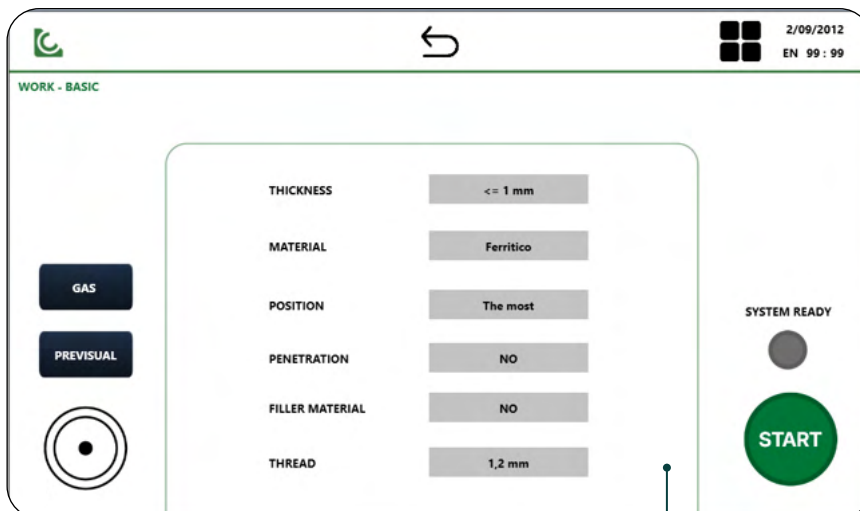 2/09/2012
EN 99 : 99
WORK - BASIC
THICKNESS <= 1 mm
MATERIAL Ferritico
GAS
POSITION The most
SYSTEM READY
PREVISUAL
PENETRATION NO
FILLER MATERIAL NO
START
THREAD 1,2 mm